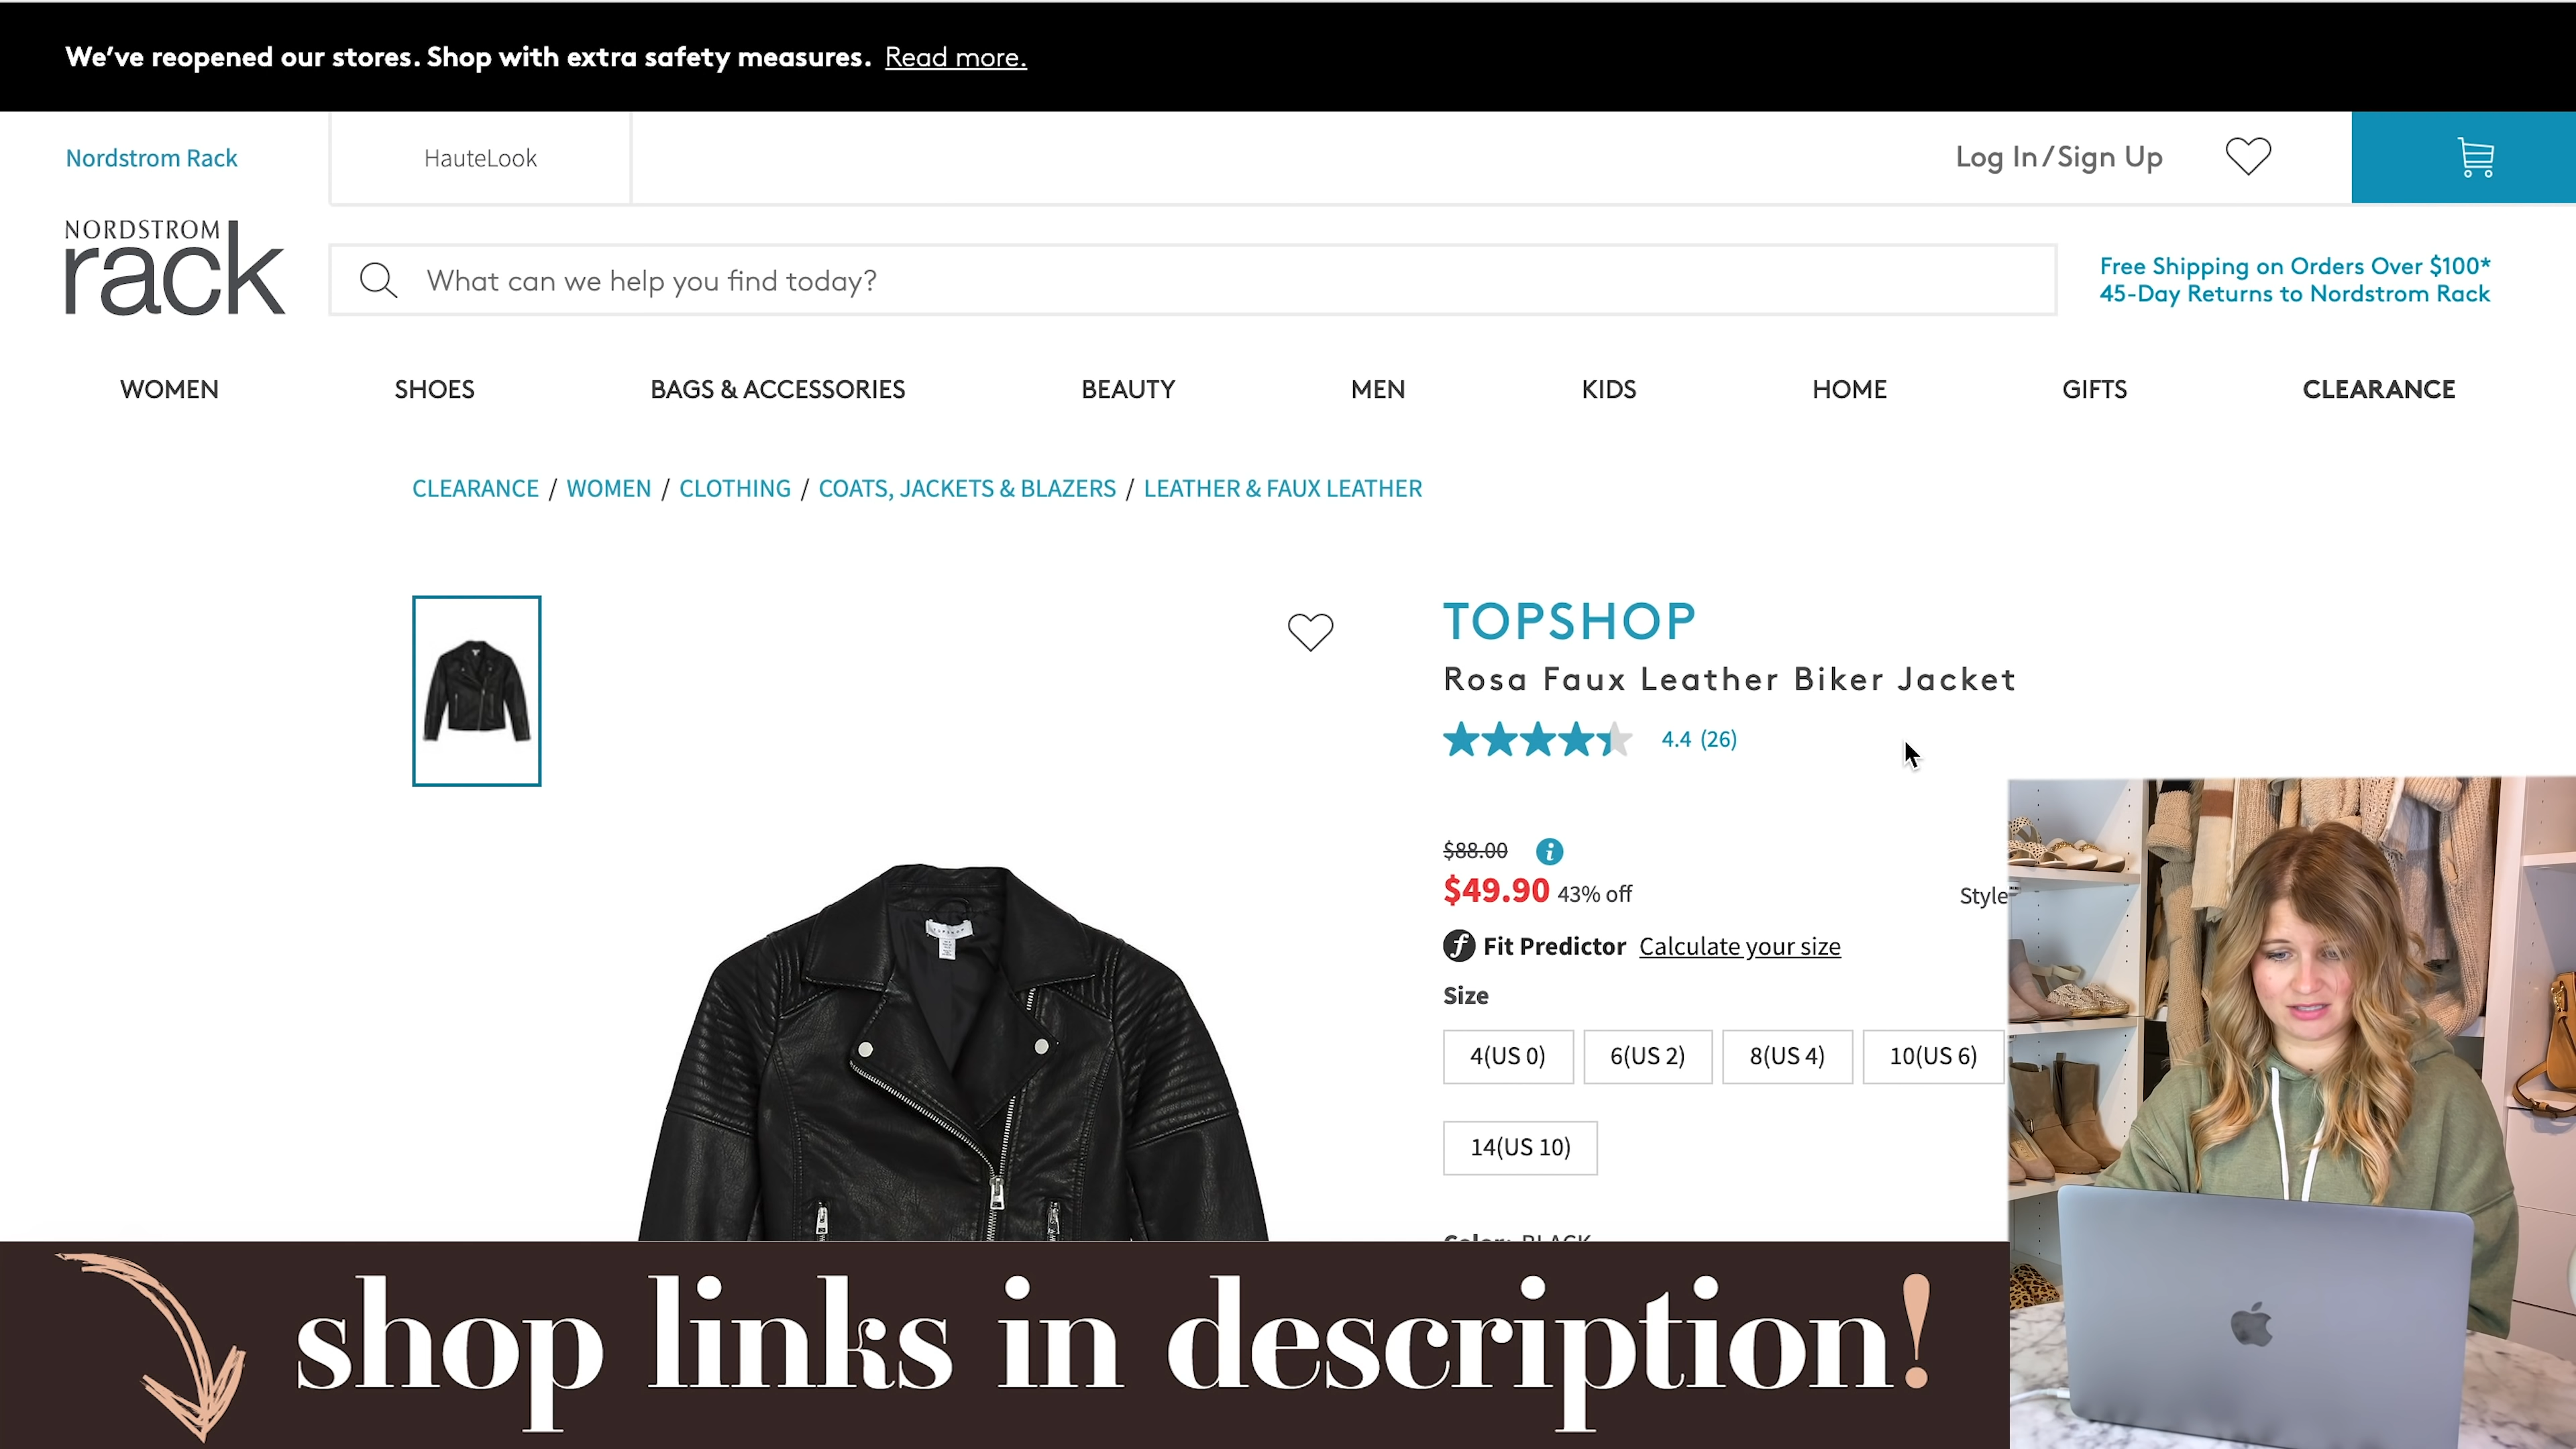 We've reopened our stores. Shop with extra safety measures. Read more.
Nordstrom Rack
HauteLook
Log In/Sign Up
NORDSTROM
rack
What can we help you find today?
Free Shipping on Orders Over $100*
45-Day Returns to Nordstrom Rack
WOMEN SHOES BAGS & ACCESSORIES BEAUTY MEN KIDS HOME GIFTS CLEARANCE
CLEARANCE / WOMEN / CLOTHING / COATS, JACKETS & BLAZERS / LEATHER & FAUX LEATHER
TOPSHOP
Rosa Faux Leather Biker Jacket
4.4 (26)
$88.00
$49.90 43% off
Style
Fit Predictor Calculate your size
Size
4(US 0) 6(US 2) 8(US 4) 10(US 6)
14(US 10)
Color: BLACK
shop links in description!